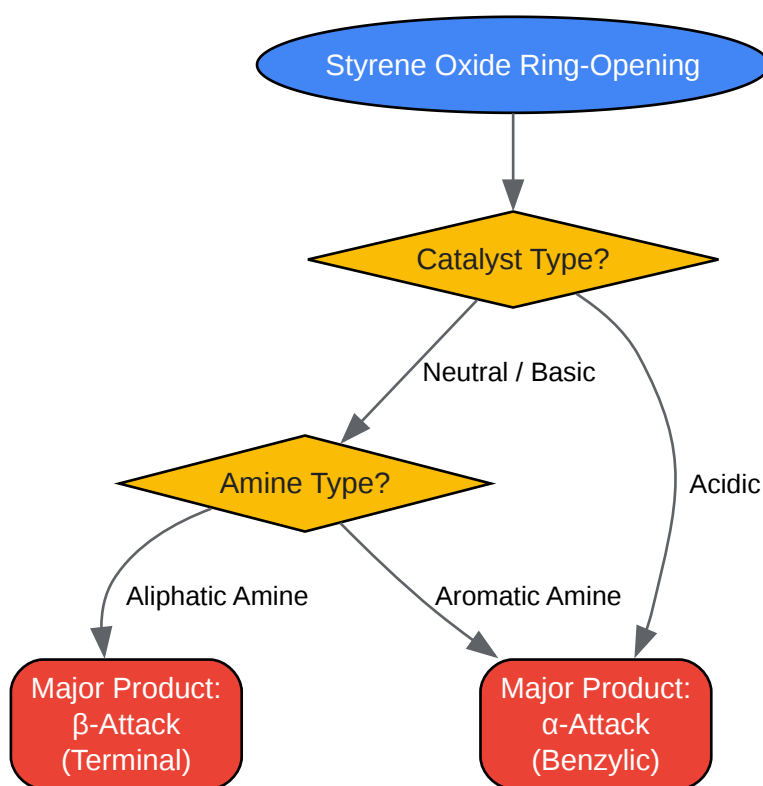 Styrene Oxide Ring-Opening
Catalyst Type?
Neutral / Basic
Amine Type?
Acidic
Aliphatic Amine
Aromatic Amine
Major Product:
β-Attack
(Terminal)
Major Product:
α-Attack
(Benzylic)